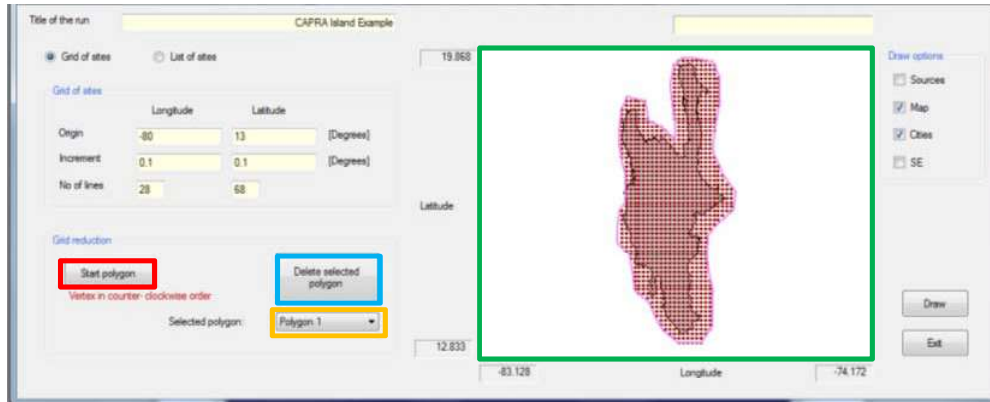 Title of the run
CAPRA Island Example
Grid of sites
List of sites
19.868
Draw options
Sources
Map
Cities
SE
Grid of sites
Longitude Latitude
Origin -80 13 [Degrees]
Increment 0.1 0.1 [Degrees]
No of lines 28 68
Latitude
Grid reduction
Start polygon
Vertex in counter- clockwise order
Delete selected
polygon
Selected polygon: Polygon 1
12.833
-83.128 Longitude -74.172
Draw
Exit